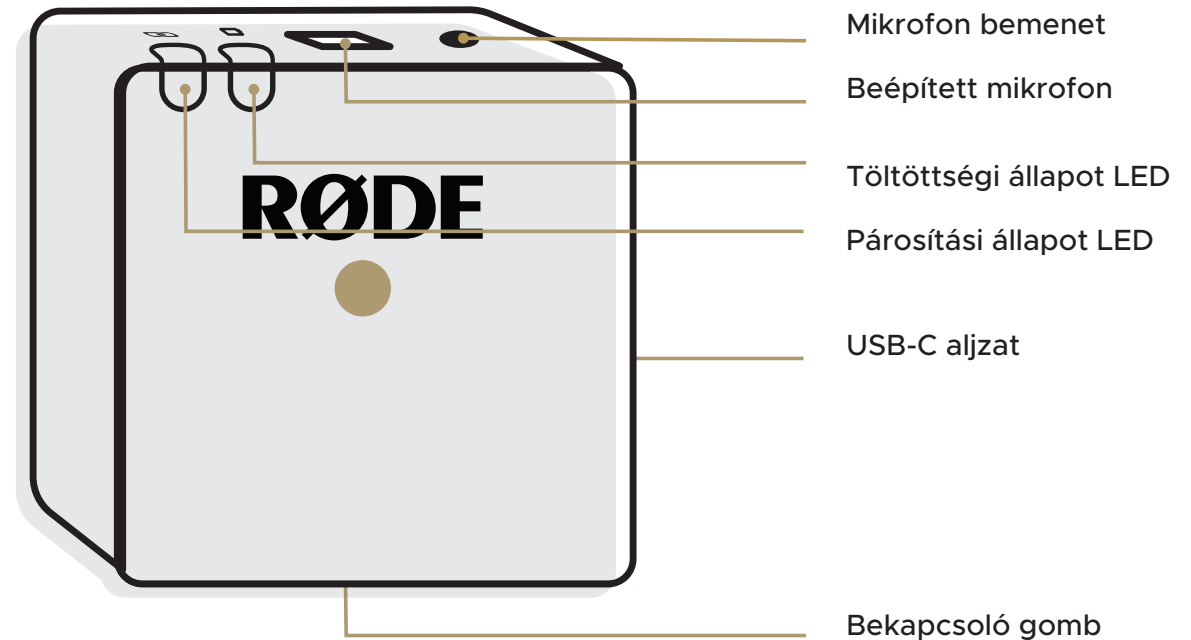 Mikrofon bemenet
Beépített mikrofon
Töltöttségi állapot LED
RØDE
Párosítási állapot LED
USB-C aljzat
Bekapcsoló gomb